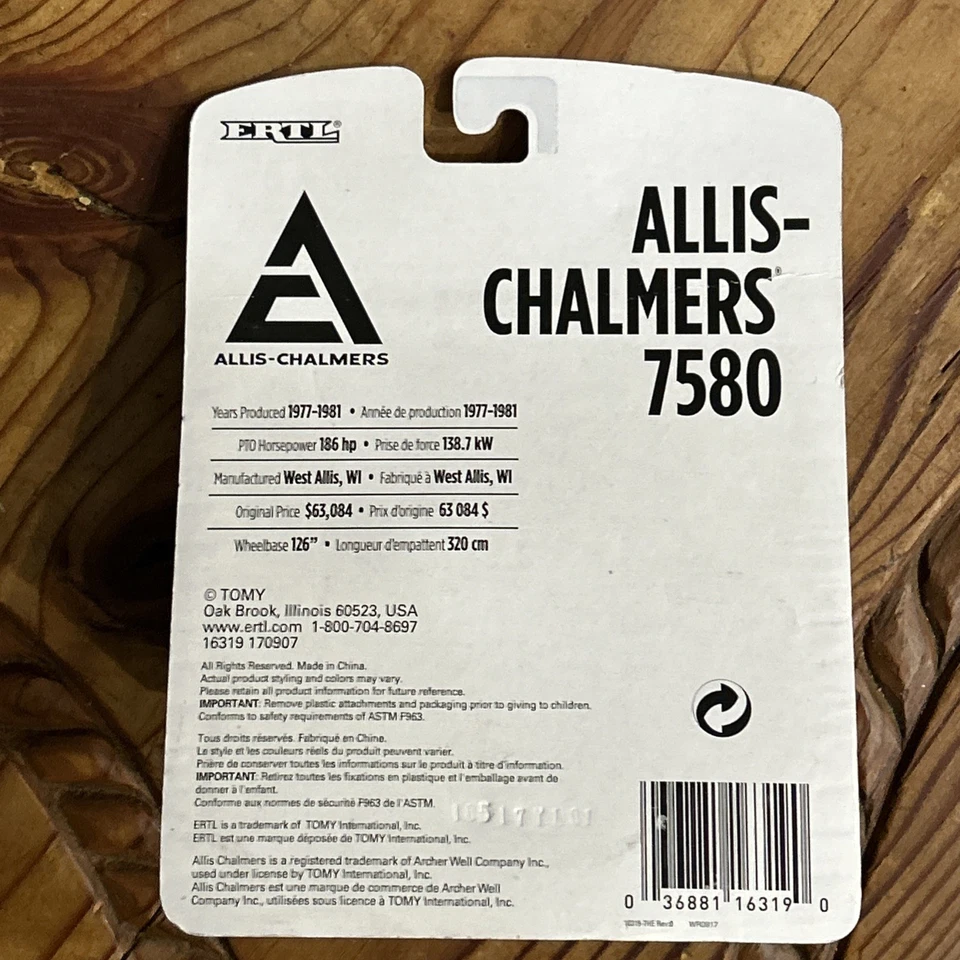 ERTL®
ALLIS-CHALMERS
ALLIS-
CHALMERS®
7580
Years Produced 1977-1981 • Année de production 1977-1981
PTO Horsepower 186 hp • Prise de force 138.7 kW
Manufactured West Allis, WI • Fabriqué à West Allis, WI
Original Price $63,084 • Prix d'origine 63 084 $
Wheelbase 126" • Longueur d'empattent 320 cm
© TOMY
Oak Brook, Illinois 60523, USA
www.ertl.com 1-800-704-8697
16319 170907
All Rights Reserved. Made in China.
Actual product styling and colors may vary.
Please retain all product information for future reference.
IMPORTANT: Remove plastic attachments and packaging prior to giving to children.
Conforms to safety requirements of ASTM F963.
Tous droits réservés. Fabriqué en Chine.
Le style et les couleurs réels du produit peuvent varier.
Prière de conserver toutes les informations sur le produit à titre d'information.
IMPORTANT: Retirez toutes les fixations en plastique et l'emballage avant de
donner à l'enfant.
Conforme aux normes de sécurité F963 de l'ASTM.
ERTL is a trademark of TOMY International, Inc.
ERTL est une marque déposée de TOMY International, Inc.
Allis Chalmers is a registered trademark of Archer Well Company Inc.,
used under license by TOMY International, Inc.
Allis Chalmers est une marque de commerce de Archer Well
Company Inc., utilisées sous licence à TOMY International, Inc.
0 36881 16319 0